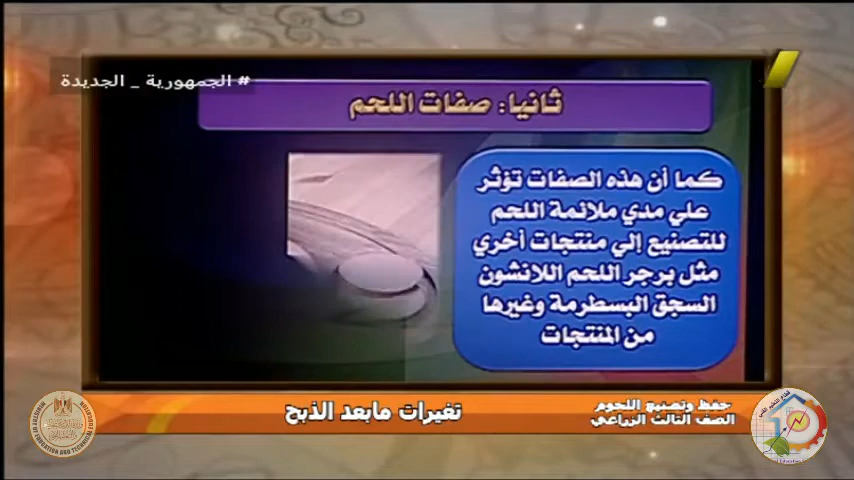 # الجمهورية _ الجديدة
ثانيا: صفات اللحم
كما أن هذه الصفات تؤثر
علي مدي ملائمة اللحم
للتصنيع إلي منتجات أخري
مثل برجر اللحم اللانشون
السجق البسطرمة وغيرها
من المنتجات
حفظ وتصنيع اللحوم
الصف الثالث الزراعي
تغيرات مابعد الذبح